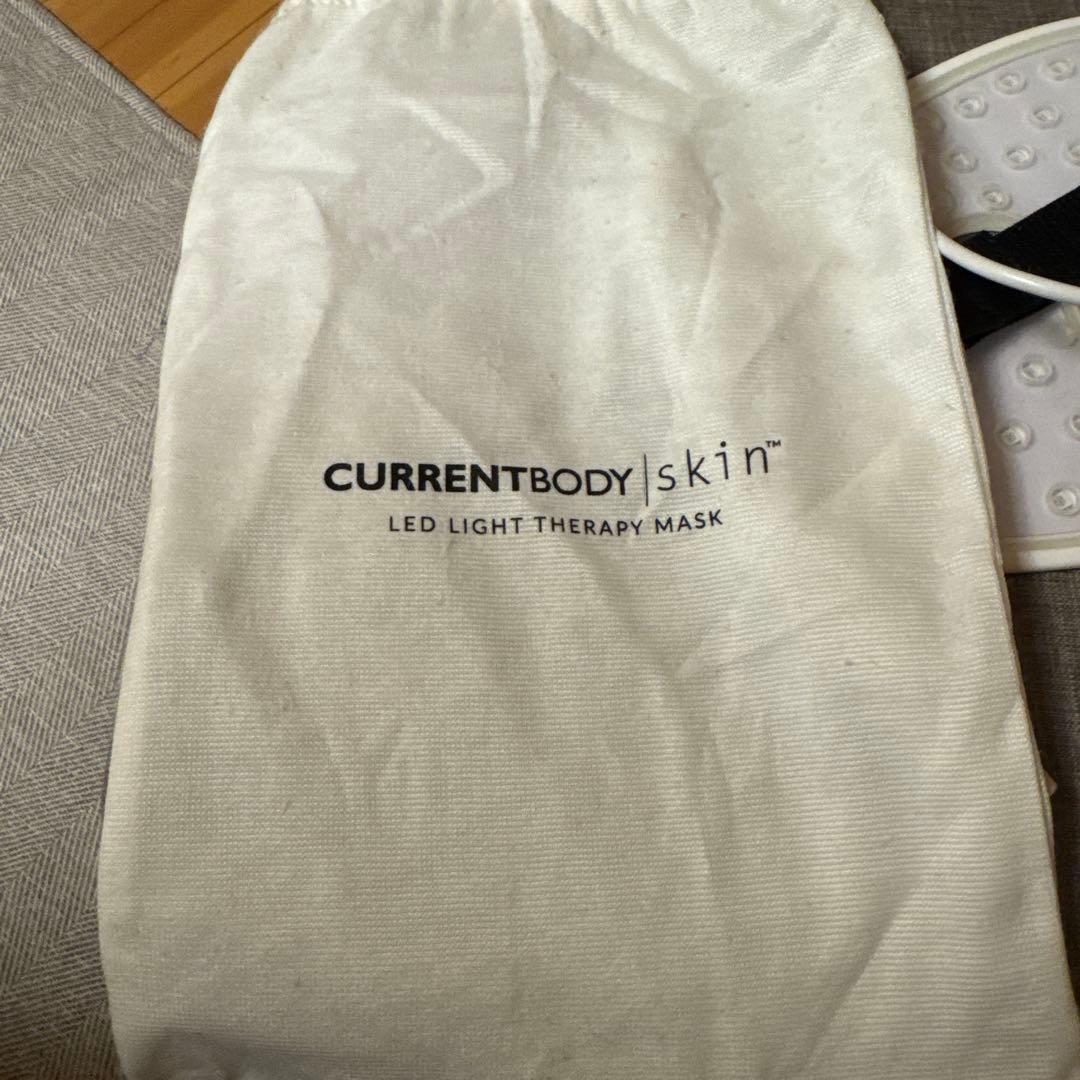 CURRENTBODY|skin™
LED LIGHT THERAPY MASK